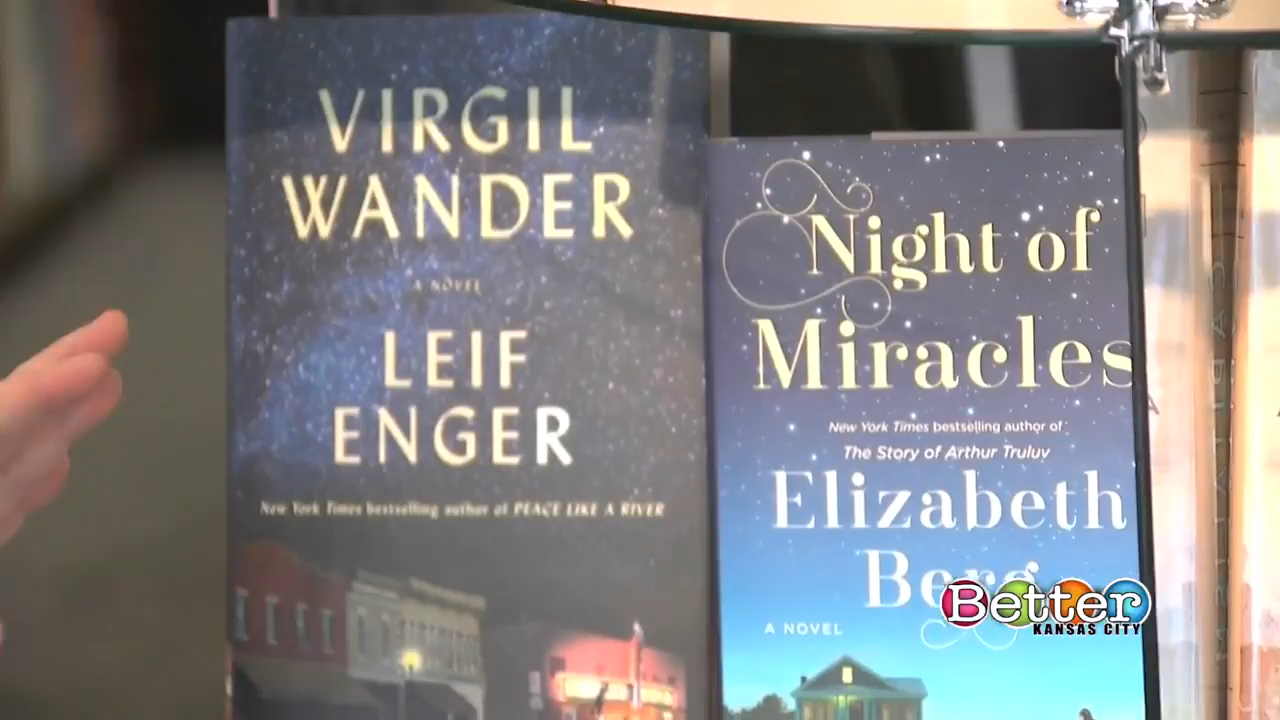 VIRGIL
WANDER
A NOVEL
LEIF
ENGER
New York Times bestselling author of PEACE LIKE A RIVER
Night of
Miracles
New York Times bestselling author of
The Story of Arthur Truluv
Elizabeth
Berg
A NOVEL
Better
KANSAS CITY